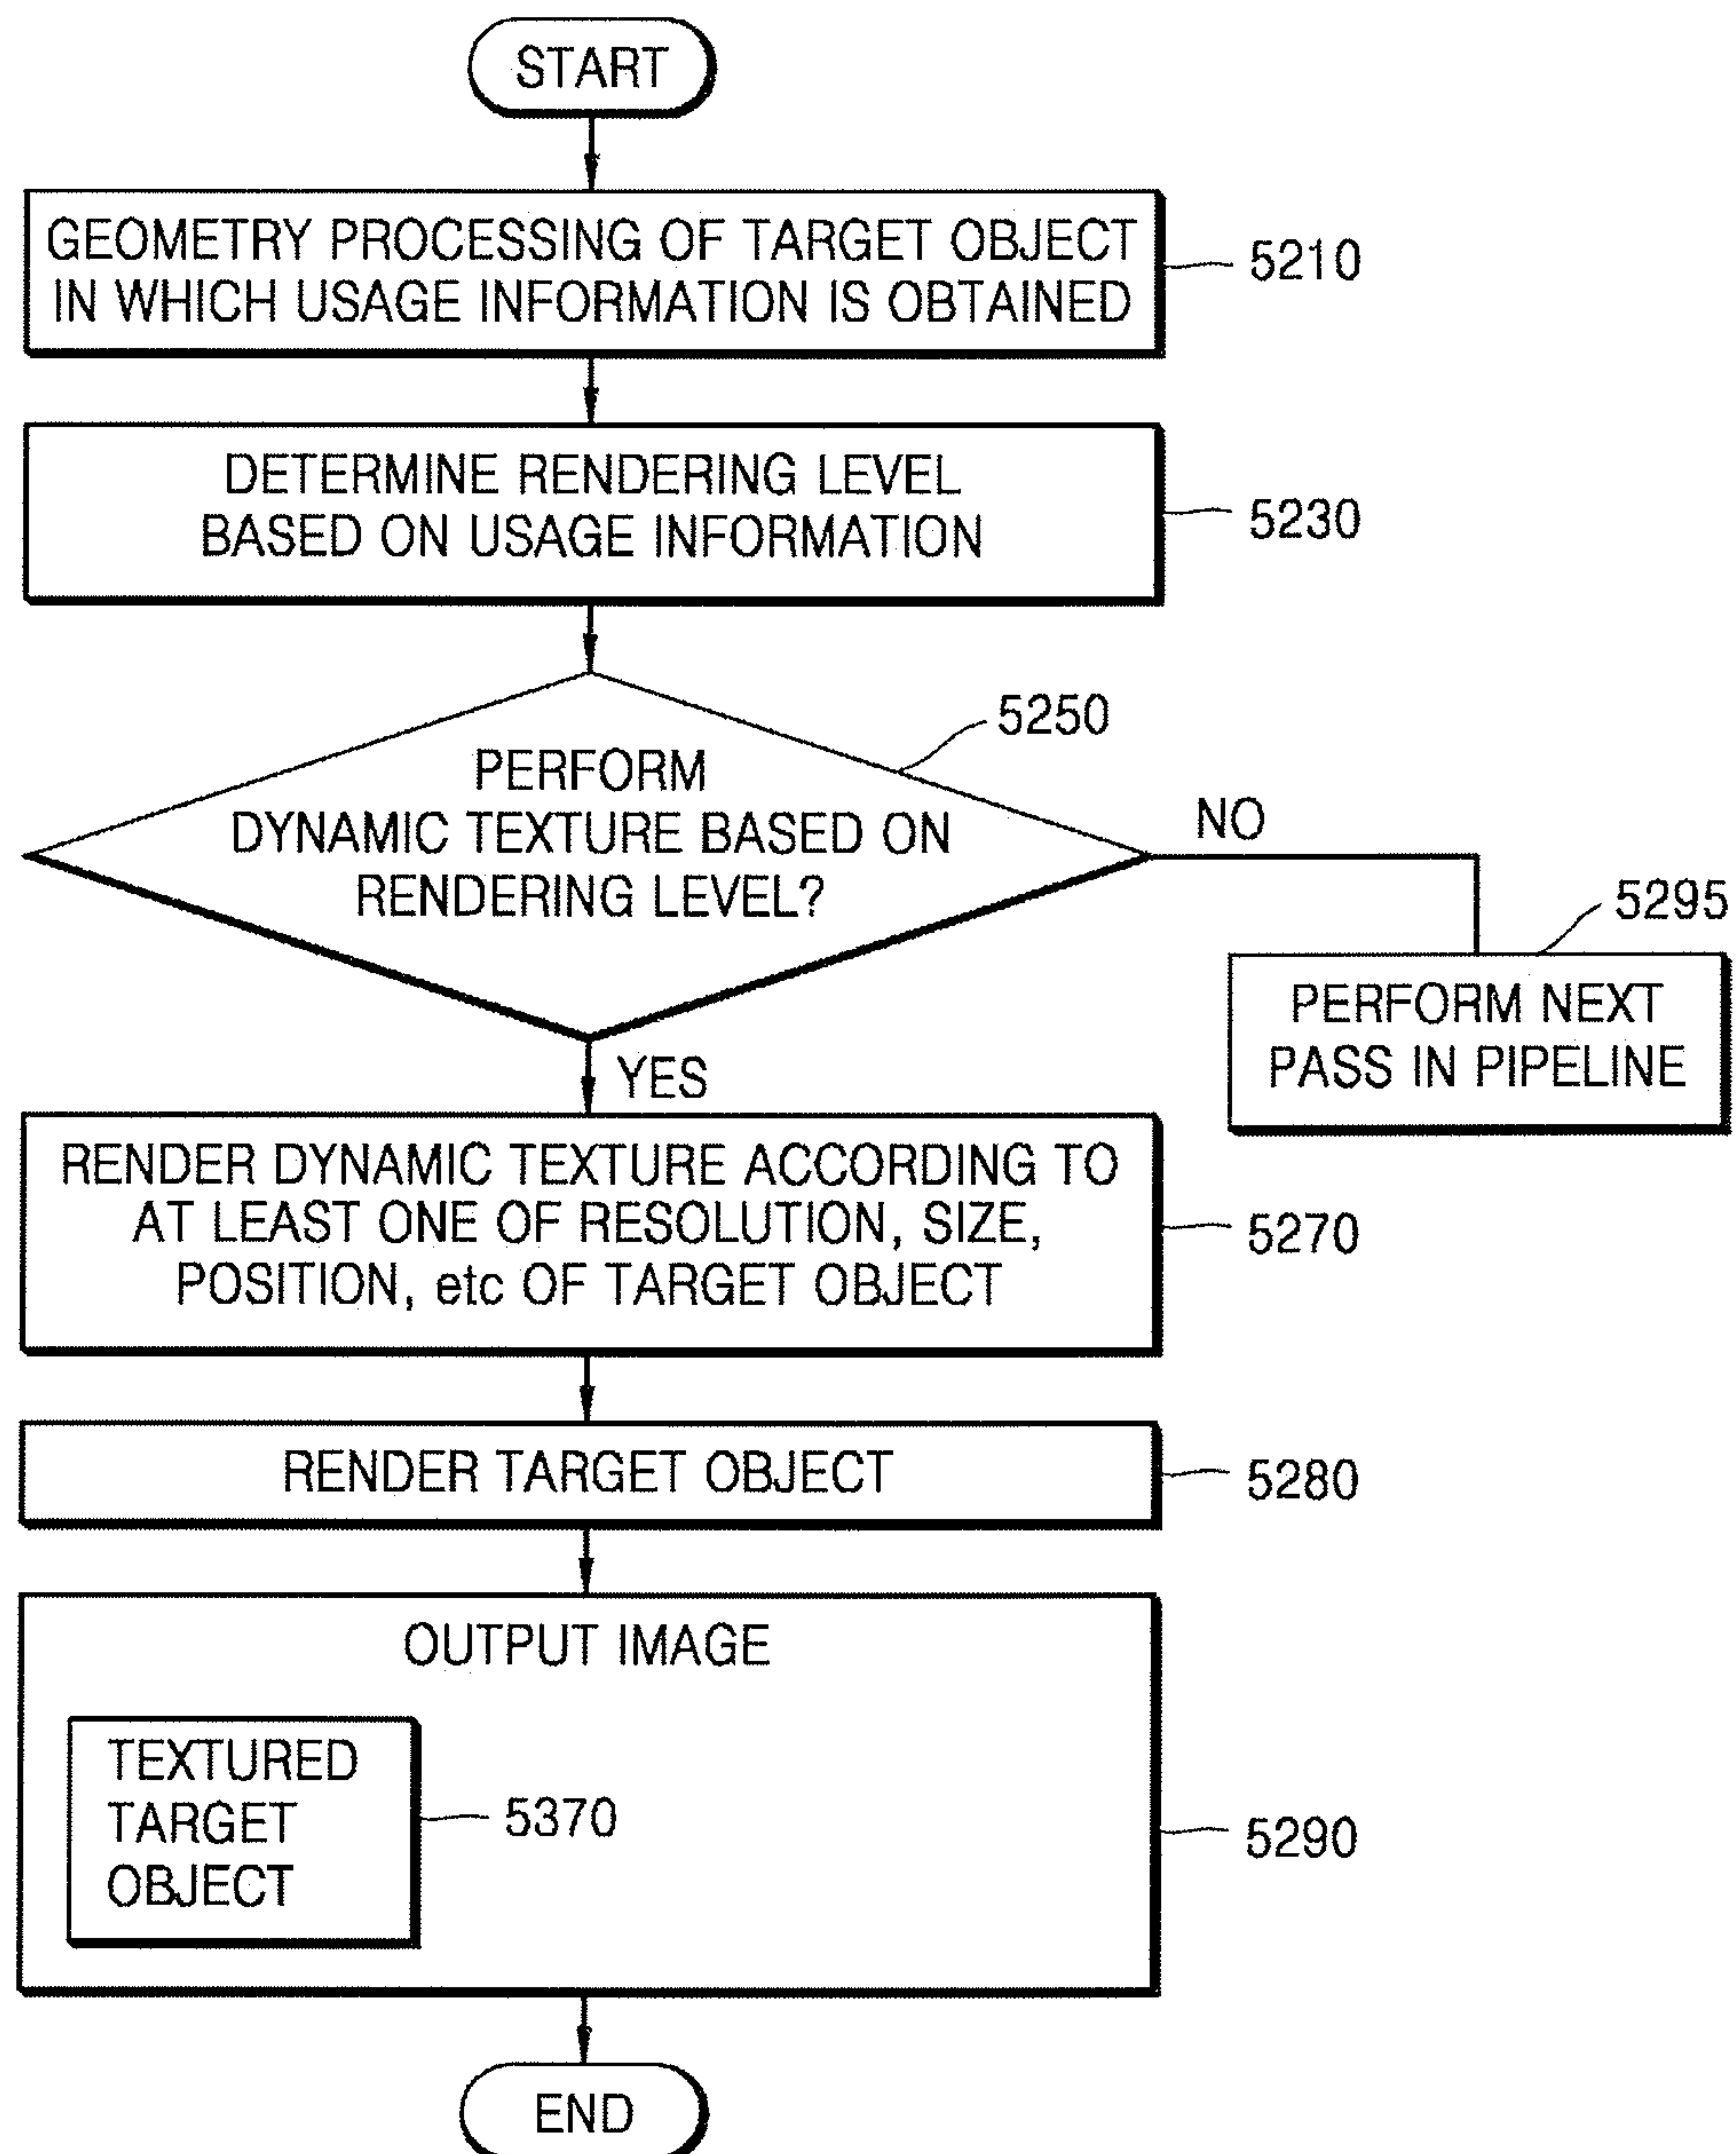 START
GEOMETRY PROCESSING OF TARGET OBJECT
IN WHICH USAGE INFORMATION IS OBTAINED
5210
DETERMINE RENDERING LEVEL
BASED ON USAGE INFORMATION
5230
5250
PERFORM
DYNAMIC TEXTURE BASED ON
RENDERING LEVEL?
NO
5295
PERFORM NEXT
PASS IN PIPELINE
YES
RENDER DYNAMIC TEXTURE ACCORDING TO
AT LEAST ONE OF RESOLUTION, SIZE,
POSITION, etc OF TARGET OBJECT
5270
RENDER TARGET OBJECT
5280
OUTPUT IMAGE
TEXTURED
TARGET
OBJECT
5370
5290
END